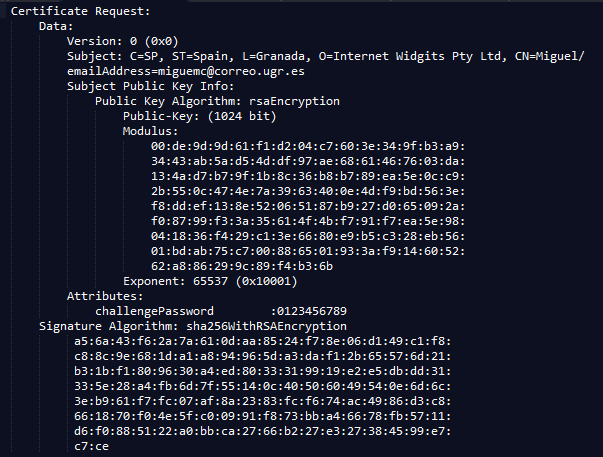 Certificate Request:
Data:
Version: 0 (0x0)
Subject: C=SP, ST=Spain, L=Granada, O=Internet Widgits Pty Ltd, CN=Miguel/
emailAddress=miguemc@correo.ugr.es
Subject Public Key Info:
Public Key Algorithm: rsaEncryption
Public-Key: (1024 bit)
Modulus:
00:de:9d:9d:61:f1:d2:04:c7:60:3e:34:9f:b3:a9:
34:43:ab:5a:d5:4d:df:97:ae:68:61:46:76:03:da:
13:4a:d7:b7:9f:1b:8c:36:b8:b7:89:ea:5e:0c:c9:
2b:55:0c:47:4e:7a:39:63:40:0e:4d:f9:bd:56:3e:
f8:dd:ef:13:8e:52:06:51:87:b9:27:d0:65:09:2a:
f0:87:99:f3:3a:35:61:4f:4b:f7:91:f7:ea:5e:98:
04:18:36:f4:29:c1:3e:66:80:e9:b5:c3:28:eb:56:
01:bd:ab:75:c7:00:88:65:01:93:3a:f9:14:60:52:
62:a8:86:29:9c:89:f4:b3:6b
Exponent: 65537 (0x10001)
Attributes:
challengePassword :0123456789
Signature Algorithm: sha256WithRSAEncryption
a5:6a:43:f6:2a:7a:61:0d:aa:85:24:f7:8e:06:d1:49:c1:f8:
c8:8c:9e:68:1d:a1:a8:94:96:5d:a3:da:f1:2b:65:57:6d:21:
b3:1b:f1:80:96:30:a4:ed:80:33:31:99:19:e2:e5:db:dd:31:
33:5e:28:a4:fb:6d:7f:55:14:0c:40:50:60:49:54:0e:6d:6c:
3e:b9:61:f7:fc:07:af:8a:23:83:fc:f6:74:ac:49:86:d3:c8:
66:18:70:f0:4e:5f:c0:09:91:f8:73:bb:a4:66:78:fb:57:11:
d6:f0:88:51:22:a0:bb:ca:27:66:b2:27:e3:27:38:45:99:e7:
c7:ce